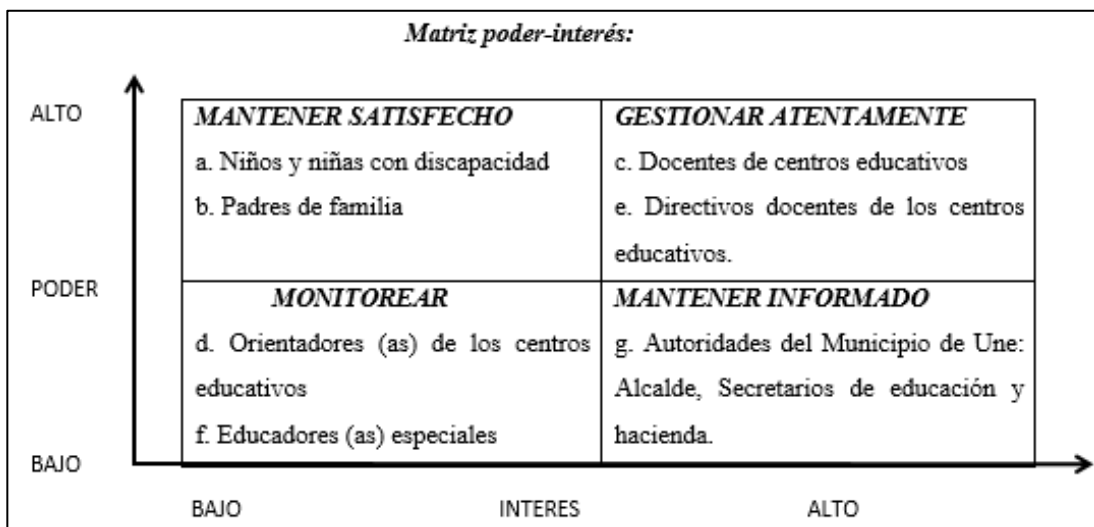 Matriz poder-interés:
ALTO
MANTENER SATISFECHO
a. Niños y niñas con discapacidad
b. Padres de familia
GESTIONAR ATENTAMENTE
c. Docentes de centros educativos
e. Directivos docentes de los centros
educativos.
PODER
MONITOREAR
d. Orientadores (as) de los centros
educativos
f. Educadores (as) especiales
MANTENER INFORMADO
g. Autoridades del Municipio de Une:
Alcalde, Secretarios de educación y
hacienda.
BAJO
BAJO INTERES ALTO